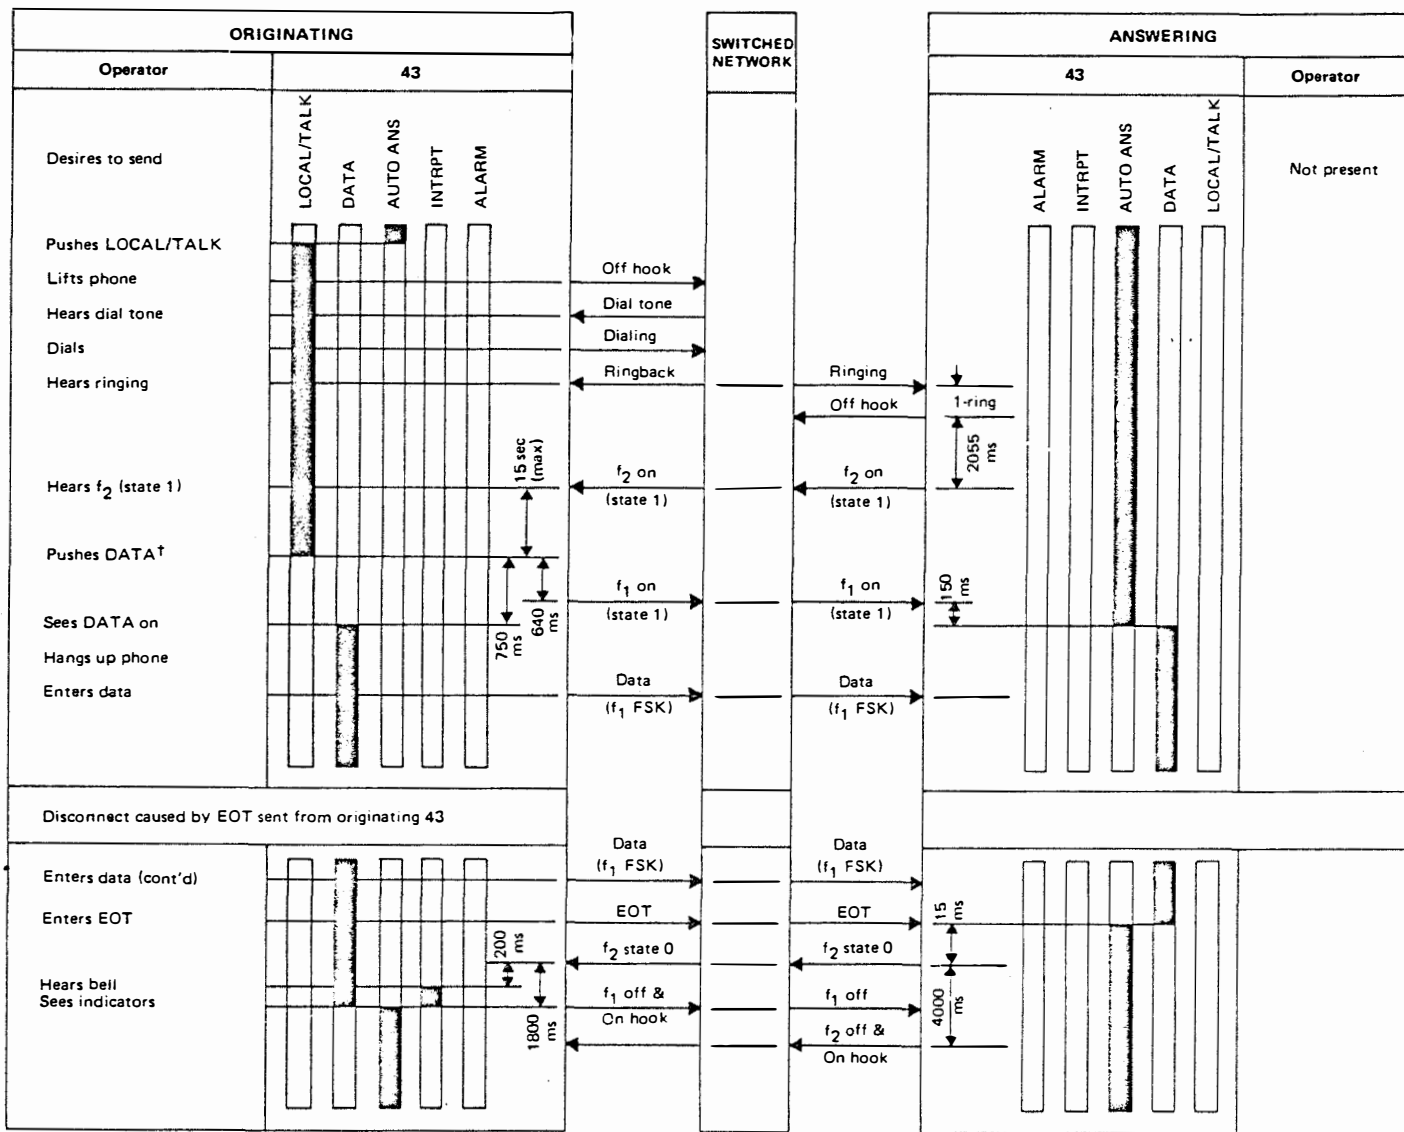 ORIGINATING
SWITCHED
NETWORK
ANSWERING
Operator
43
43
Operator
LOCAL/TALK
DATA
AUTO ANS
INTRPT
ALARM
ALARM
INTRPT
AUTO ANS
DATA
LOCAL/TALK
Desires to send
Not present
Pushes LOCAL/TALK
Lifts phone
Off hook
Hears dial tone
Dial tone
Dials
Dialing
Hears ringing
Ringback
Ringing
1-ring
Off hook
2055
ms
15 sec
(max)
Hears f2 (state 1)
f2 on
(state 1)
f2 on
(state 1)
Pushes DATA†
f1 on
(state 1)
f1 on
(state 1)
150
ms
640
ms
750
ms
Sees DATA on
Hangs up phone
Enters data
Data
(f1 FSK)
Data
(f1 FSK)
Disconnect caused by EOT sent from originating 43
Data
(f1 FSK)
Data
(f1 FSK)
Enters data (cont'd)
Enters EOT
EOT
EOT
15
ms
200
ms
f2 state 0
f2 state 0
Hears bell
Sees indicators
f1 off &
On hook
f1 off
4000
ms
1800
ms
f2 off &
On hook